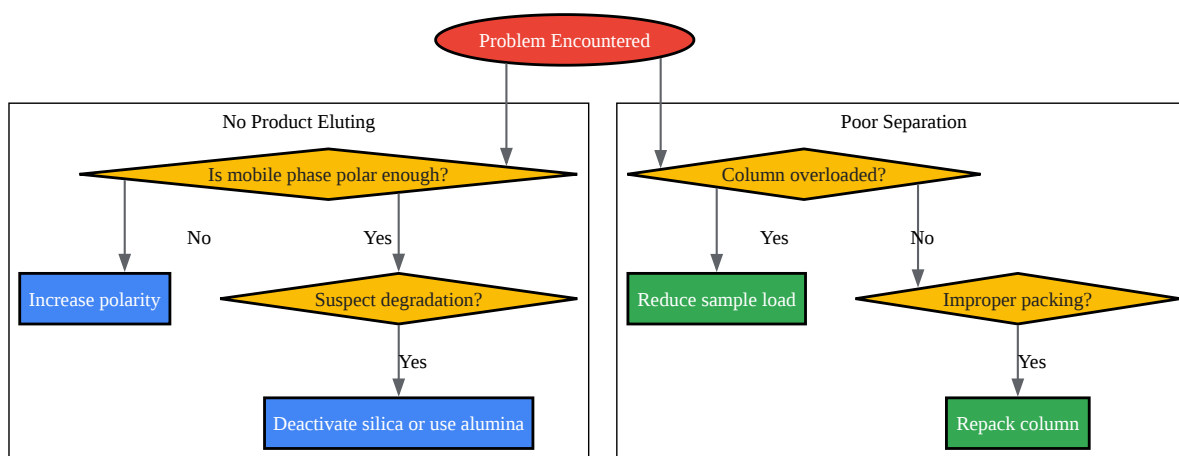 Problem Encountered
No Product Eluting
Is mobile phase polar enough?
No
Yes
Increase polarity
Suspect degradation?
Yes
Deactivate silica or use alumina
Poor Separation
Column overloaded?
Yes
No
Reduce sample load
Improper packing?
Yes
Repack column